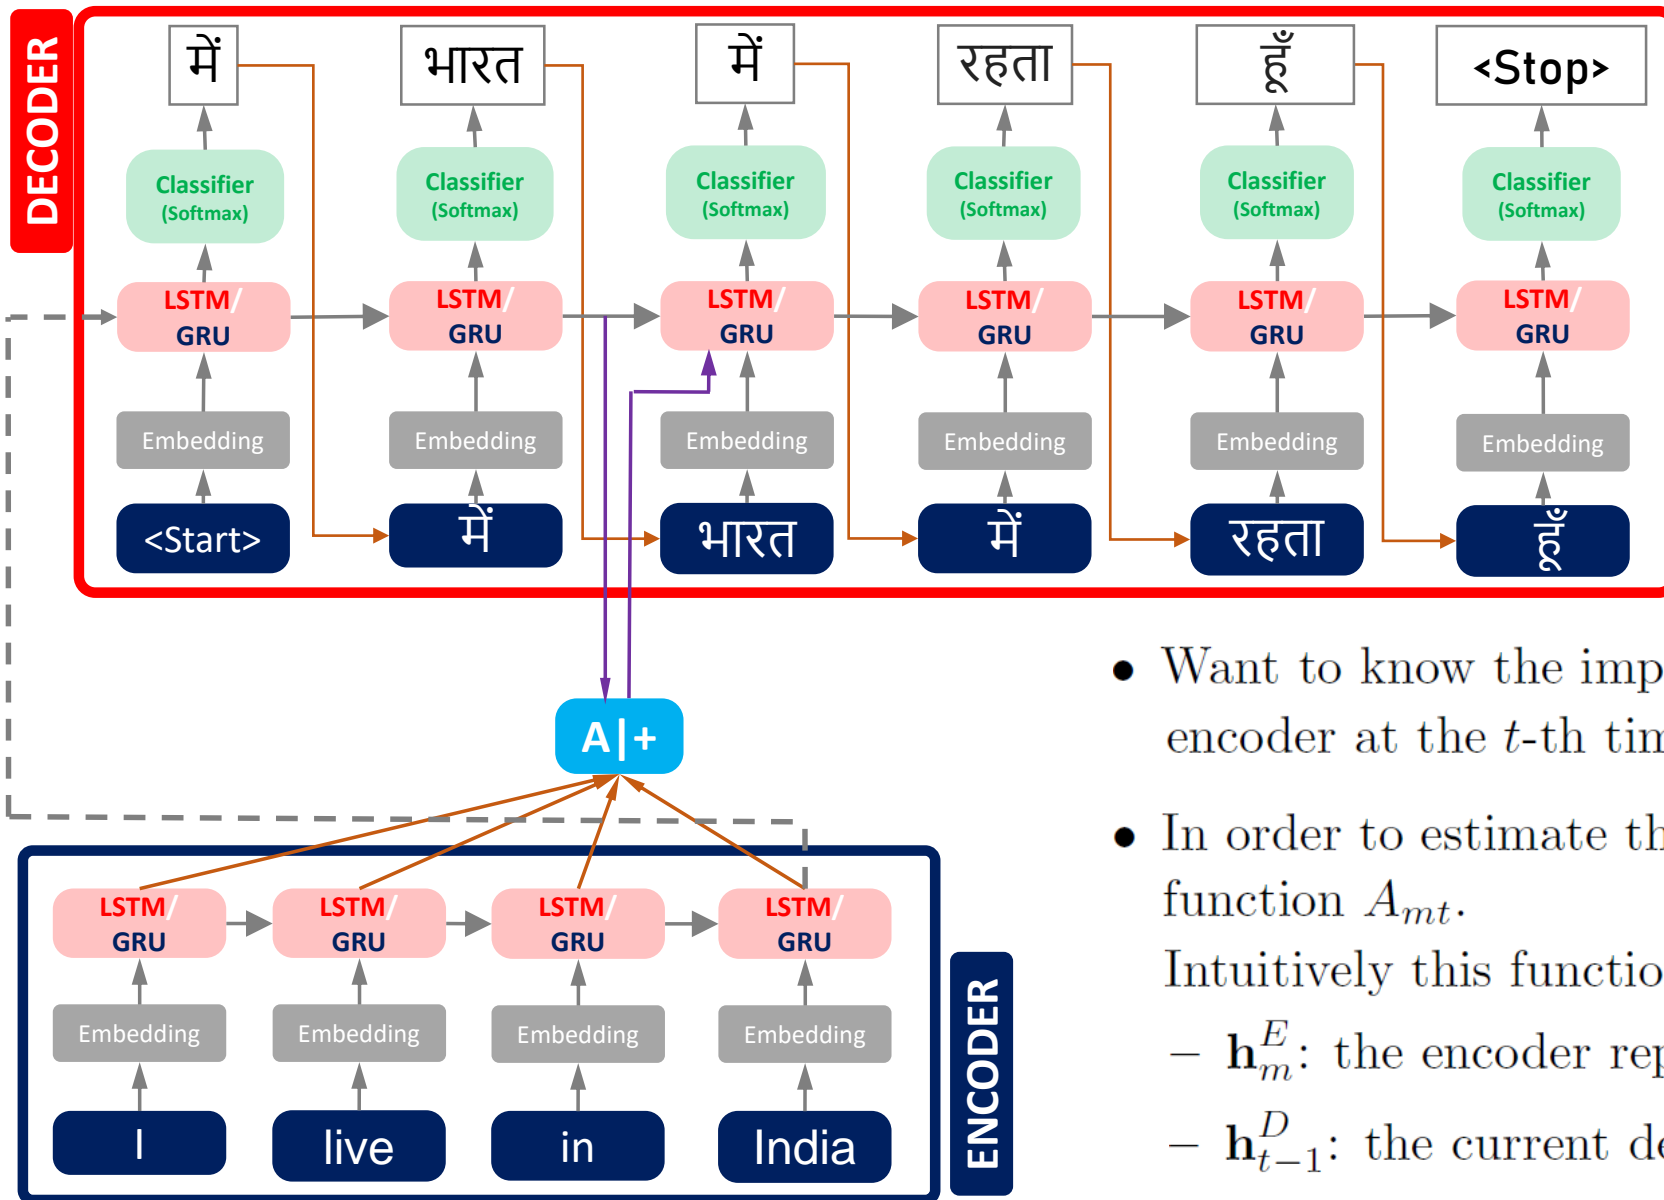 DECODER
में
भारत
में
रहता
हूँ
<Stop>
Classifier
(Softmax)
Classifier
(Softmax)
Classifier
(Softmax)
Classifier
(Softmax)
Classifier
(Softmax)
Classifier
(Softmax)
LSTM/
GRU
LSTM/
GRU
LSTM/
GRU
LSTM/
GRU
LSTM/
GRU
LSTM/
GRU
Embedding
Embedding
Embedding
Embedding
Embedding
Embedding
<Start>
में
भारत
में
रहता
हूँ
A|+
LSTM/
GRU
LSTM/
GRU
LSTM/
GRU
LSTM/
GRU
Embedding
Embedding
Embedding
Embedding
I
live
in
India
ENCODER
• Want to know the imp
encoder at the t-th tim
• In order to estimate th
function A_{mt}.
Intuitively this functio
– h_m^E: the encoder rep
– h_{t-1}^D: the current de